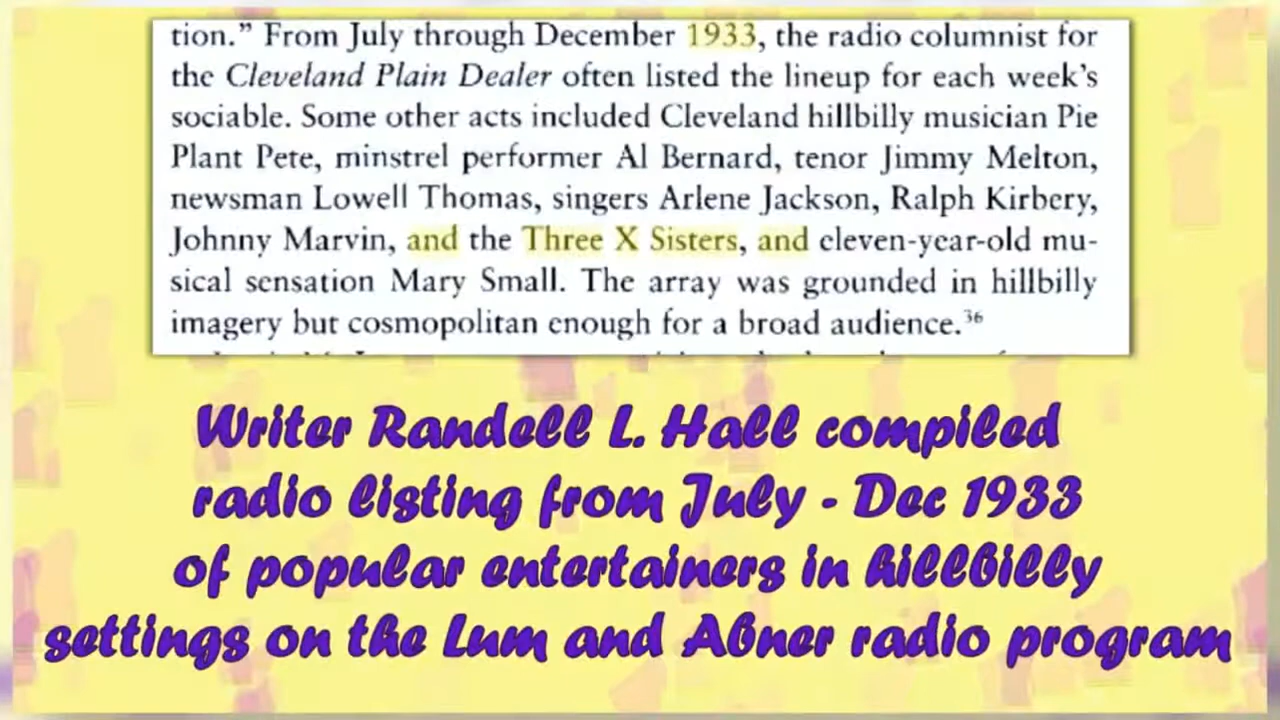 tion.” From July through December 1933, the radio columnist for
the Cleveland Plain Dealer often listed the lineup for each week’s
sociable. Some other acts included Cleveland hillbilly musician Pie
Plant Pete, minstrel performer Al Bernard, tenor Jimmy Melton,
newsman Lowell Thomas, singers Arlene Jackson, Ralph Kirbery,
Johnny Marvin, and the Three X Sisters, and eleven-year-old mu-
sical sensation Mary Small. The array was grounded in hillbilly
imagery but cosmopolitan enough for a broad audience.36
Writer Randell L. Hall compiled
radio listing from July - Dec 1933
of popular entertainers in hillbilly
settings on the Lum and Abner radio program